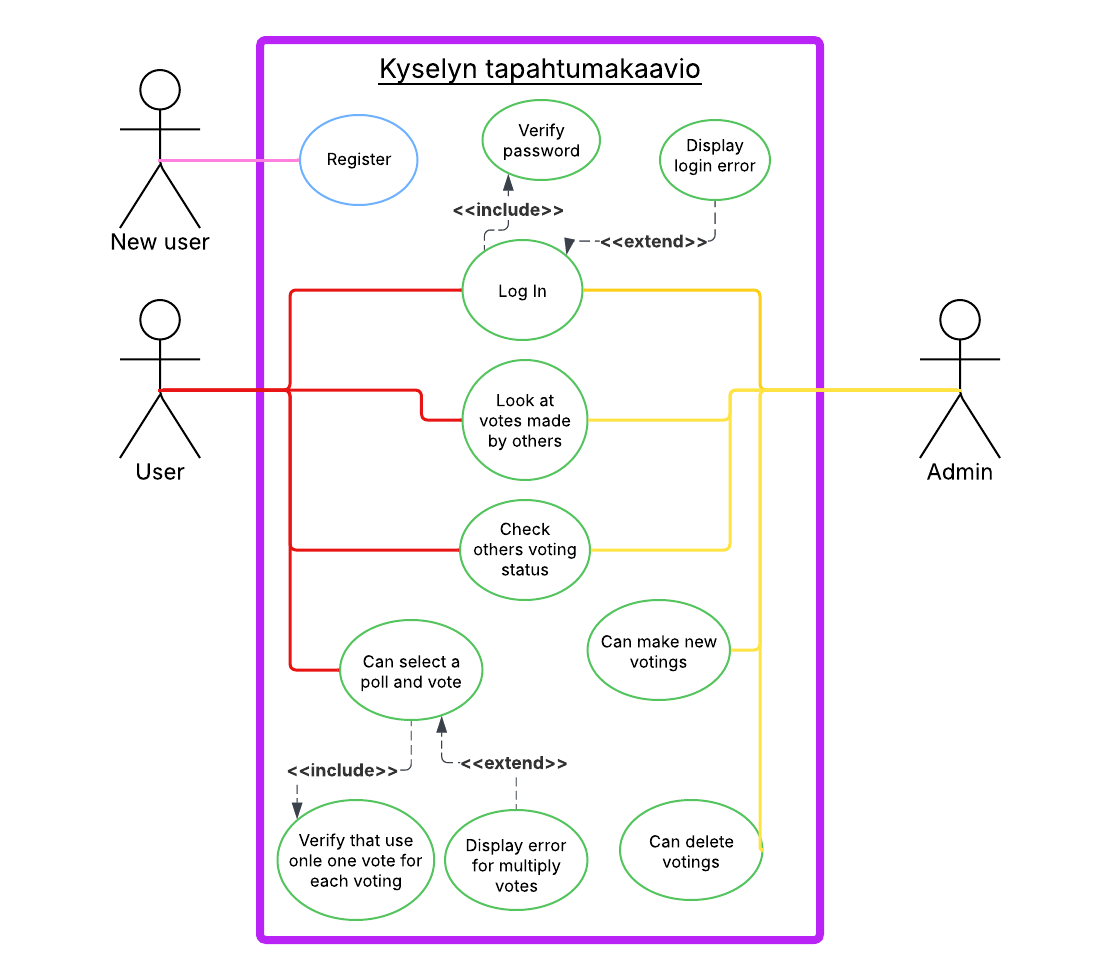 Kyselyn tapahtumakaavio
Verify
password
Display
login error
Register
<<include>>
<<extend>>
New user
Log In
Look at
votes made
by others
User
Admin
Check
others voting
status
Can make new
votings
Can select a
poll and vote
<<include>>
<<extend>>
Verify that use
onle one vote for
each voting
Display error
for multiply
votes
Can delete
votings